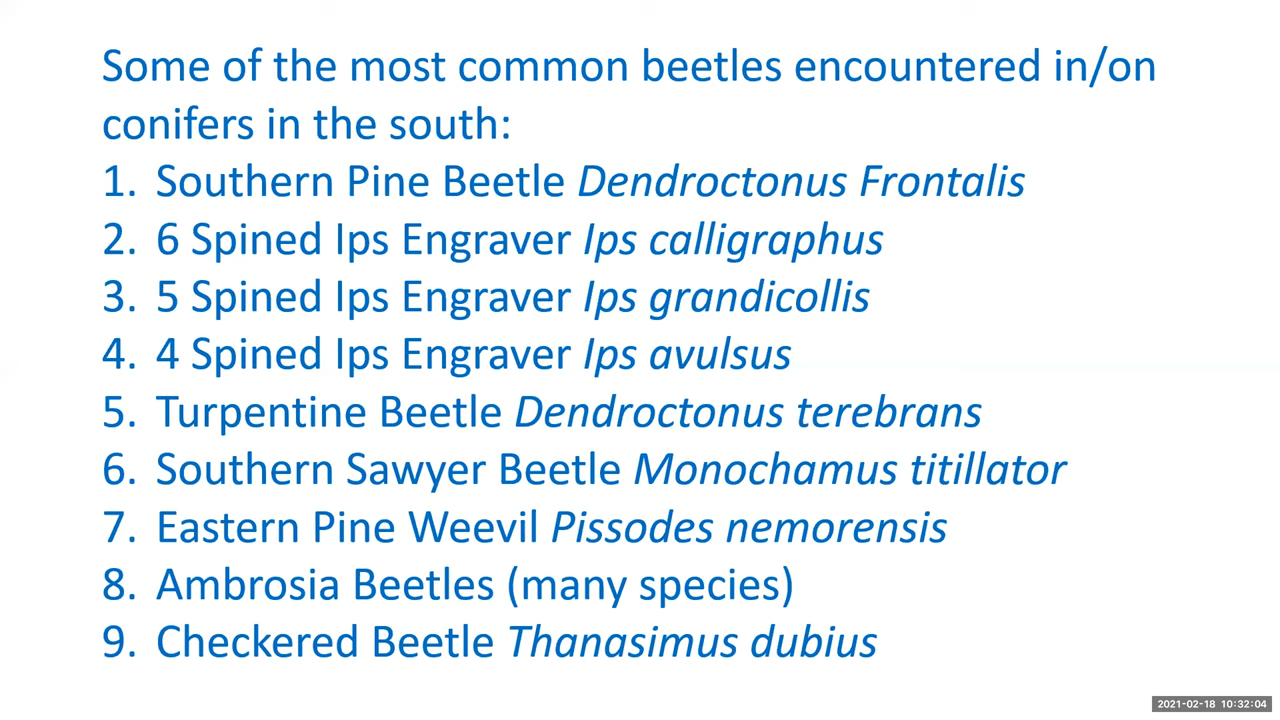 Some of the most common beetles encountered in/on
conifers in the south:
1. Southern Pine Beetle Dendroctonus Frontalis
2. 6 Spined Ips Engraver Ips calligraphus
3. 5 Spined Ips Engraver Ips grandicollis
4. 4 Spined Ips Engraver Ips avulsus
5. Turpentine Beetle Dendroctonus terebrans
6. Southern Sawyer Beetle Monochamus titillator
7. Eastern Pine Weevil Pissodes nemorensis
8. Ambrosia Beetles (many species)
9. Checkered Beetle Thanasimus dubius
2021-02-18 10:32:04